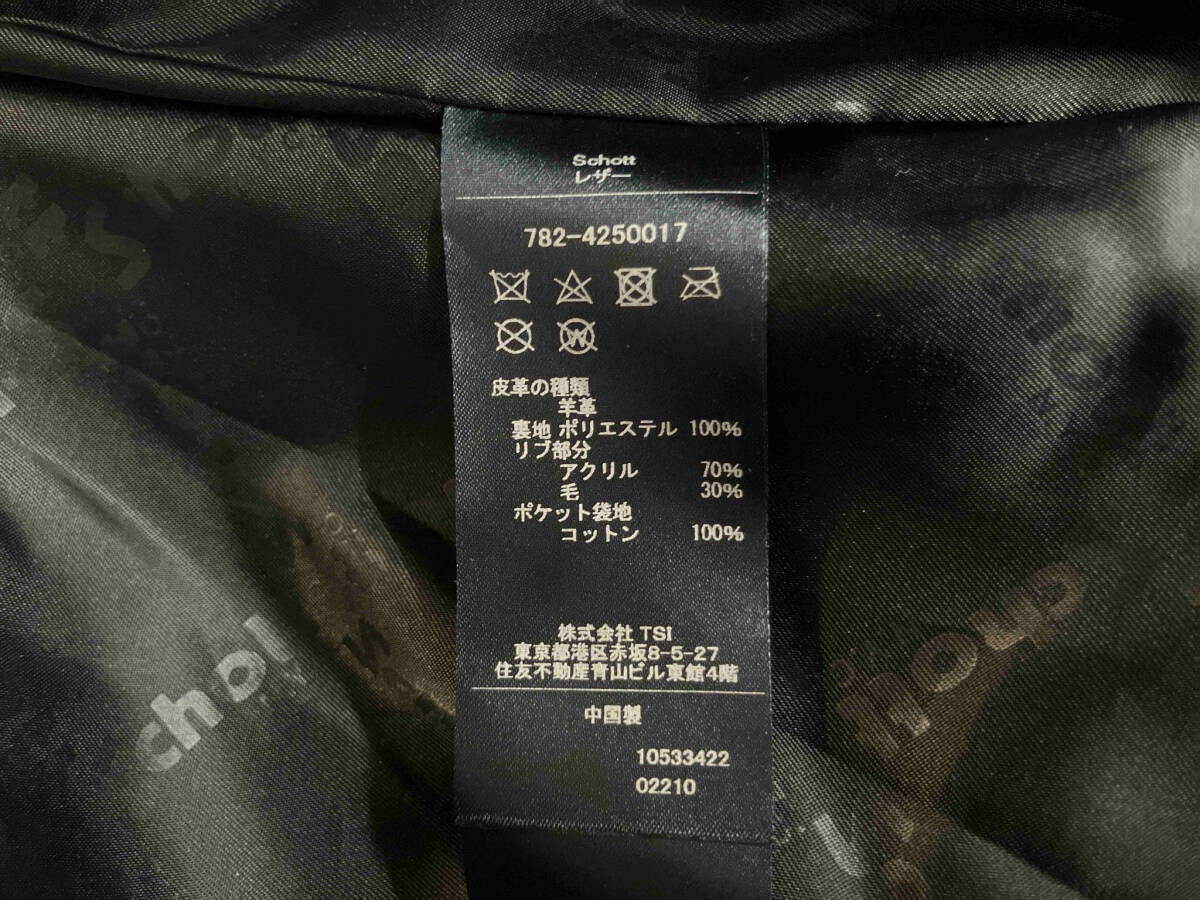 Schott
レザー
782-4250017
皮革の種類
羊革
裏地 ポリエステル 100%
リブ部分
アクリル 70%
毛 30%
ポケット袋地
コットン 100%
株式会社 TSI
東京都港区赤坂8-5-27
住友不動産青山ビル東館4階
中国製
10533422
02210